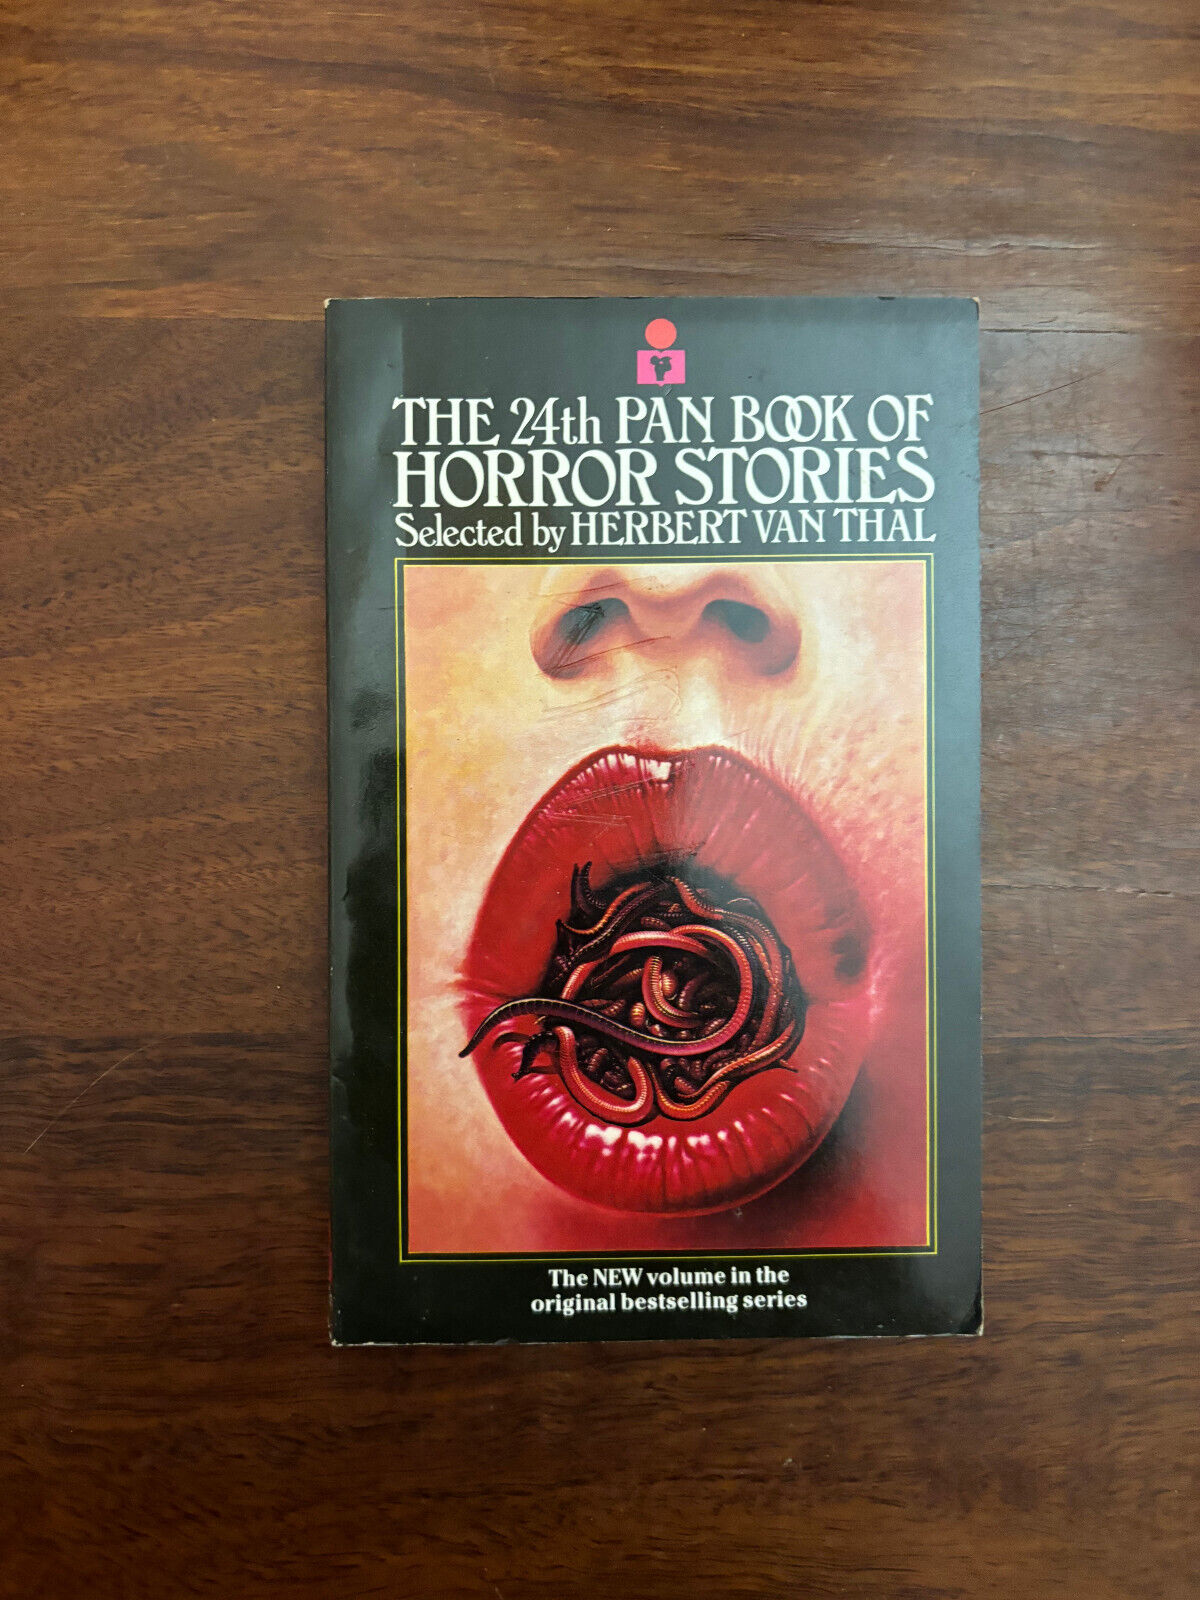 THE 24th PAN BOOK OF
HORROR STORIES
Selected by HERBERT VAN THAL
The NEW volume in the
original bestselling series